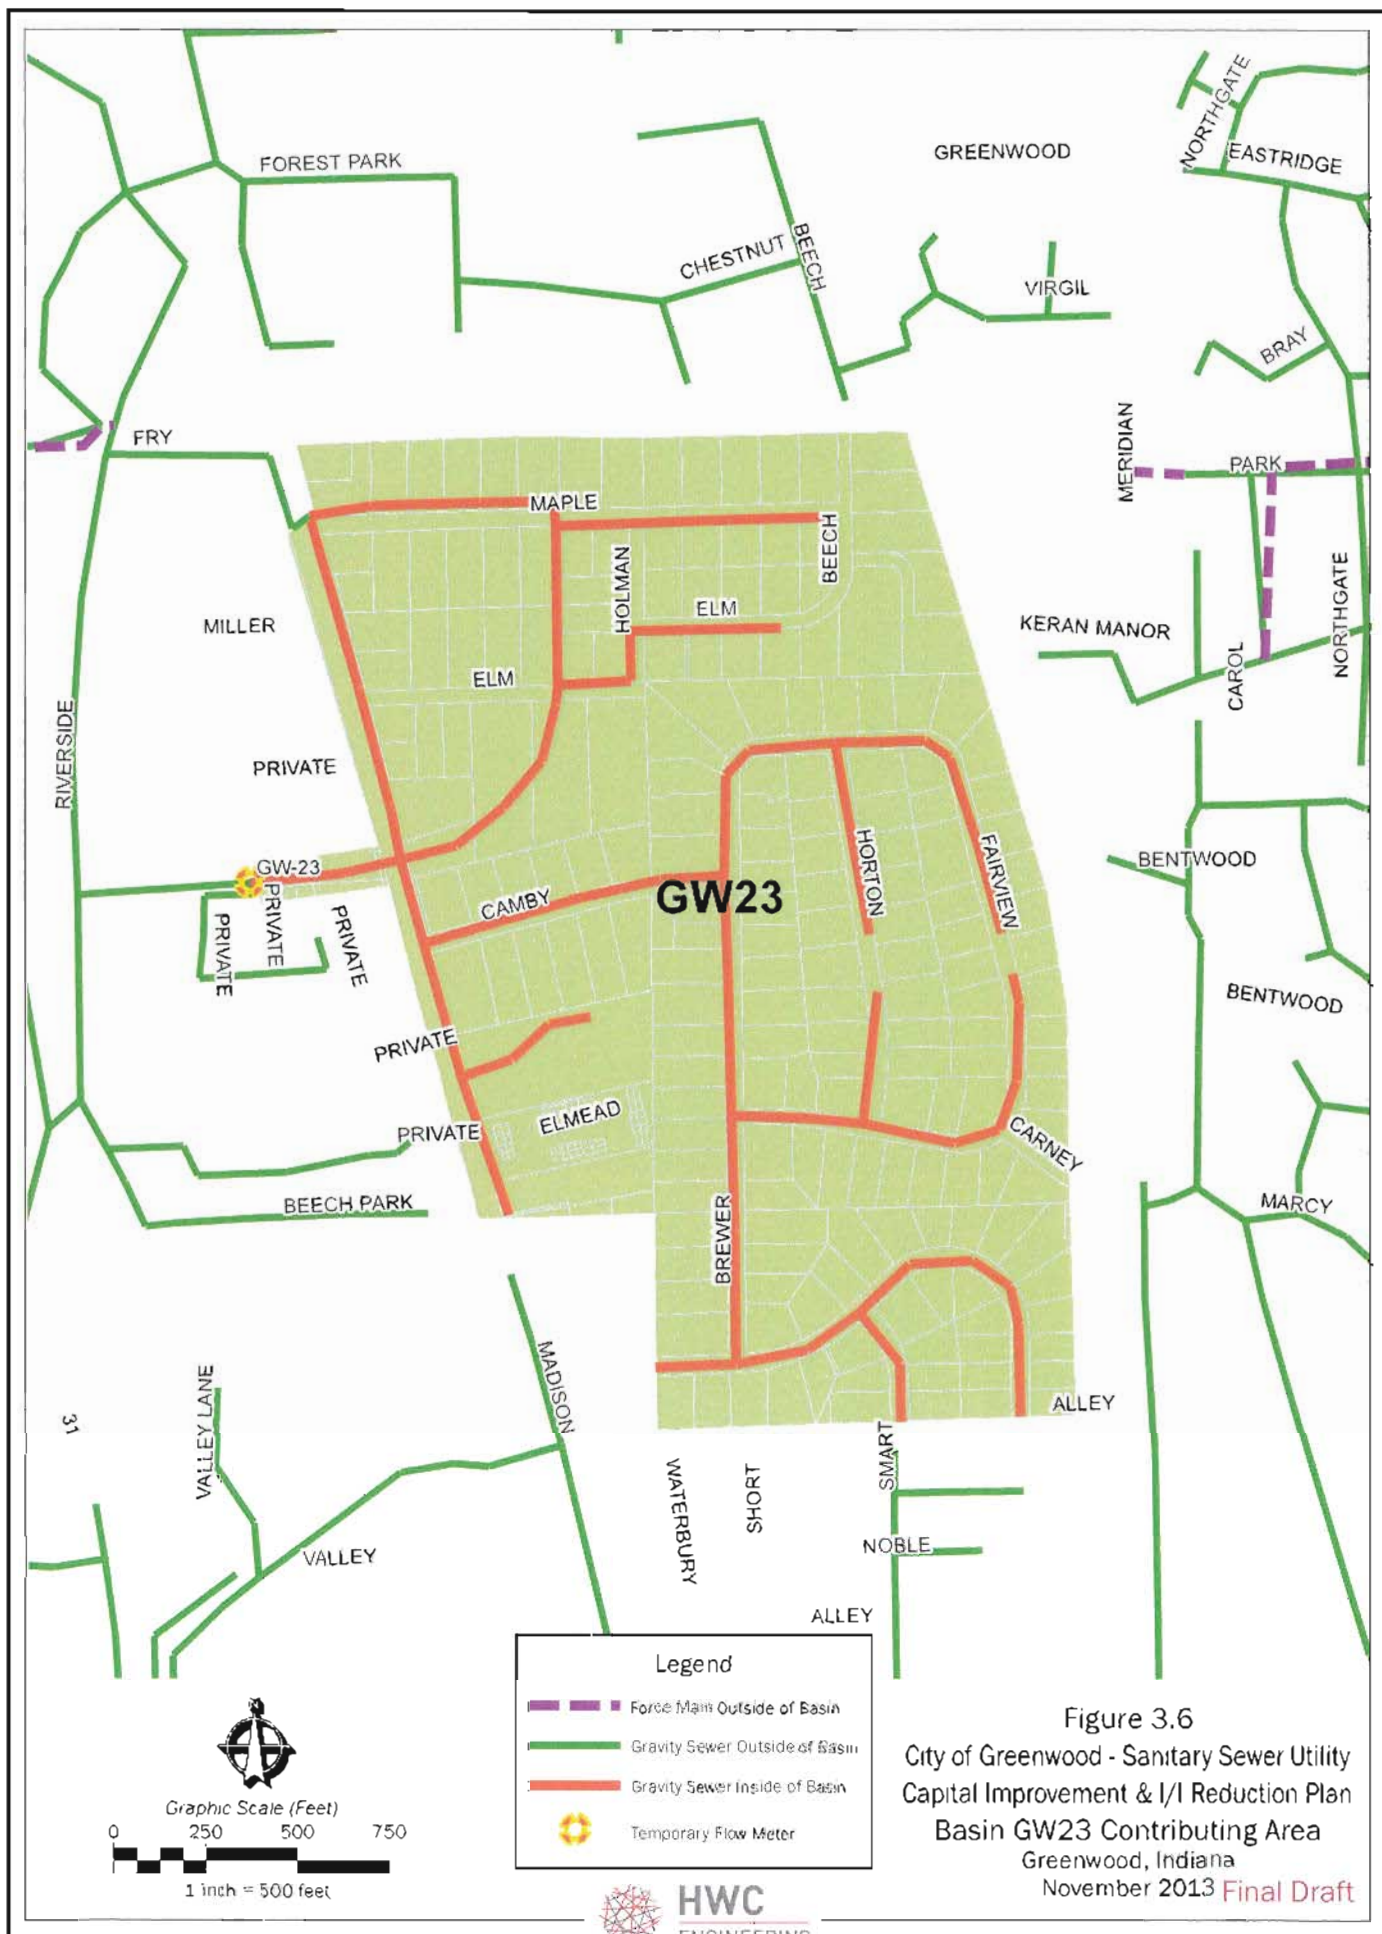 NORTHGATE
GREENWOOD
EASTRIDGE
FOREST PARK
BEECH
CHESTNUT
VIRGIL
BRAY
MERIDIAN
FRY
PARK
MAPLE
BEECH
HOLMAN
NORTHGATE
ELM
MILLER
KERAN MANOR
CAROL
ELM
RIVERSIDE
PRIVATE
HORTON
FAIRVIEW
BENTWOOD
GW-23
PRIVATE
CAMBY
GW23
PRIVATE
PRIVATE
BENTWOOD
PRIVATE
ELMEAD
PRIVATE
CARNEY
BEECH PARK
BREWER
MARCY
MADISON
VALLEY LANE
31
ALLEY
SMART
WATERBURY
SHORT
VALLEY
NOBLE
ALLEY
Legend
Force Main Outside of Basin
Gravity Sewer Outside of Basin
Gravity Sewer Inside of Basin
Temporary Flow Meter
N
Graphic Scale (Feet)
0 250 500 750
1 inch = 500 feet
Figure 3.6
City of Greenwood - Sanitary Sewer Utility
Capital Improvement & I/I Reduction Plan
Basin GW23 Contributing Area
Greenwood, Indiana
November 2013 Final Draft
HWC
ENGINEERING